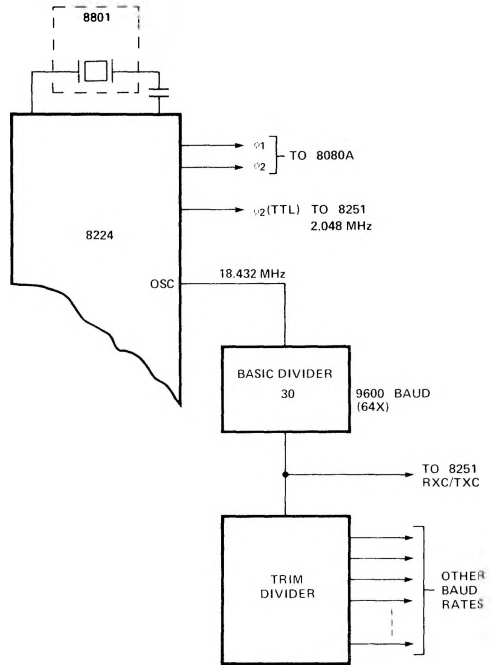 8801
φ1
φ2
TO 8080A
φ2 (TTL) TO 8251
2.048 MHz
8224
OSC
18.432 MHz
BASIC DIVIDER
30
9600 BAUD
(64X)
TO 8251
RXC/TXC
TRIM
DIVIDER
OTHER
BAUD
RATES